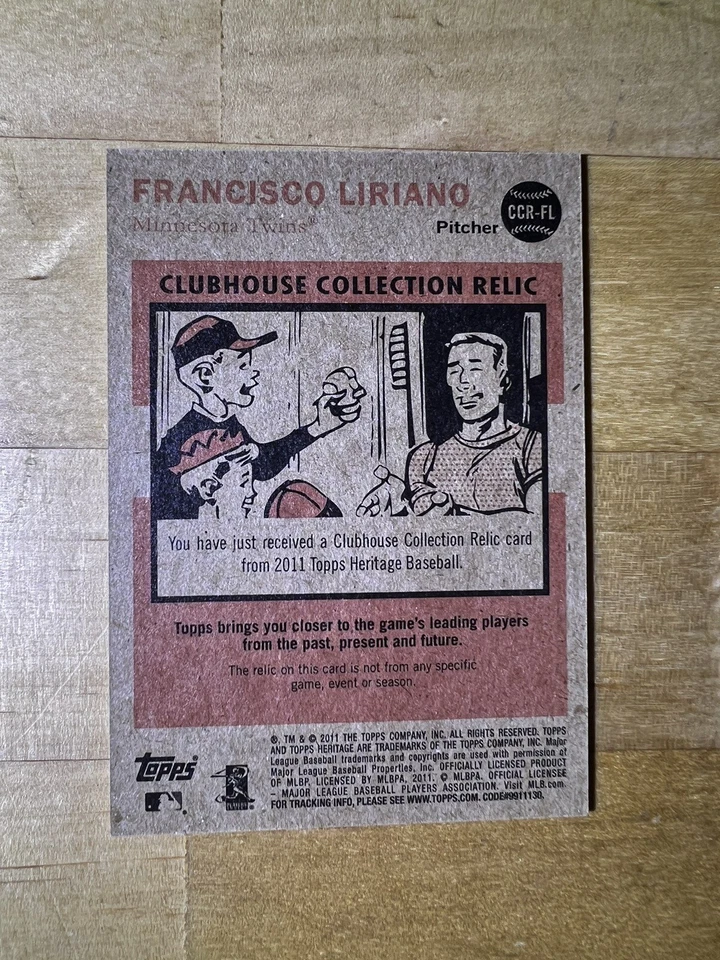 FRANCISCO LIRIANO
Minnesota Twins®
Pitcher
CCR-FL
CLUBHOUSE COLLECTION RELIC
You have just received a Clubhouse Collection Relic card
from 2011 Topps Heritage Baseball.
Topps brings you closer to the game's leading players
from the past, present and future.
The relic on this card is not from any specific
game, event or season.
®, TM & © 2011 THE TOPPS COMPANY, INC. ALL RIGHTS RESERVED. TOPPS
AND TOPPS HERITAGE ARE TRADEMARKS OF THE TOPPS COMPANY, INC. Major
League Baseball trademarks and copyrights are used with permission of
Major League Baseball Properties, Inc. OFFICIALLY LICENSED PRODUCT
OF MLBP. LICENSED BY MLBPA, 2011. © MLBPA. OFFICIAL LICENSEE
– MAJOR LEAGUE BASEBALL PLAYERS ASSOCIATION. Visit MLB.com
FOR TRACKING INFO, PLEASE SEE WWW.TOPPS.COM. CODE#9911130.
Topps